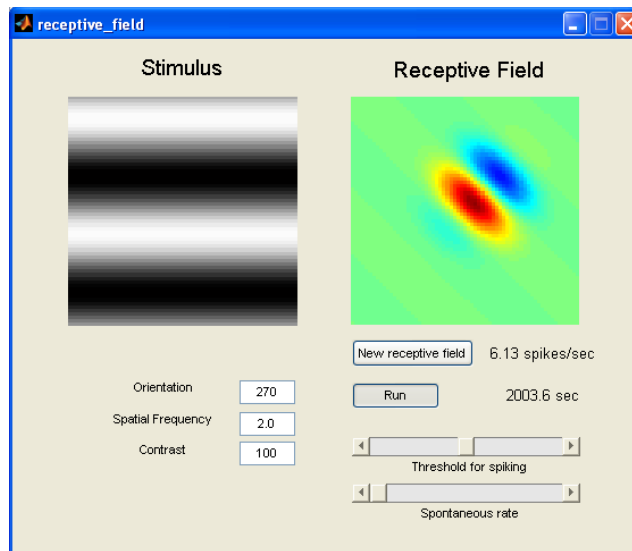 receptive_field
Stimulus
Receptive Field
New receptive field 6.13 spikes/sec
Run 2003.6 sec
Orientation 270
Spatial Frequency 2.0
Contrast 100
Threshold for spiking
Spontaneous rate